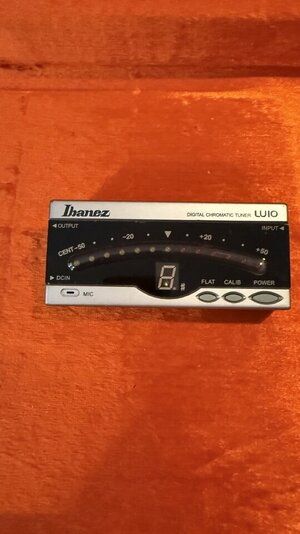 Ibanez DIGITAL CHROMATIC TUNER LU10
◄OUTPUT INPUT◄
CENT-50 -20 +20 +50
►DCIN
MIC FLAT CALIB POWER